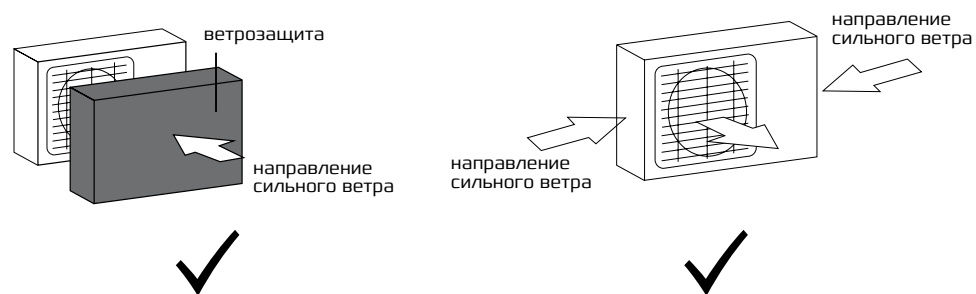 ветрозащита
направление
сильного ветра
направление
сильного ветра
направление
сильного ветра